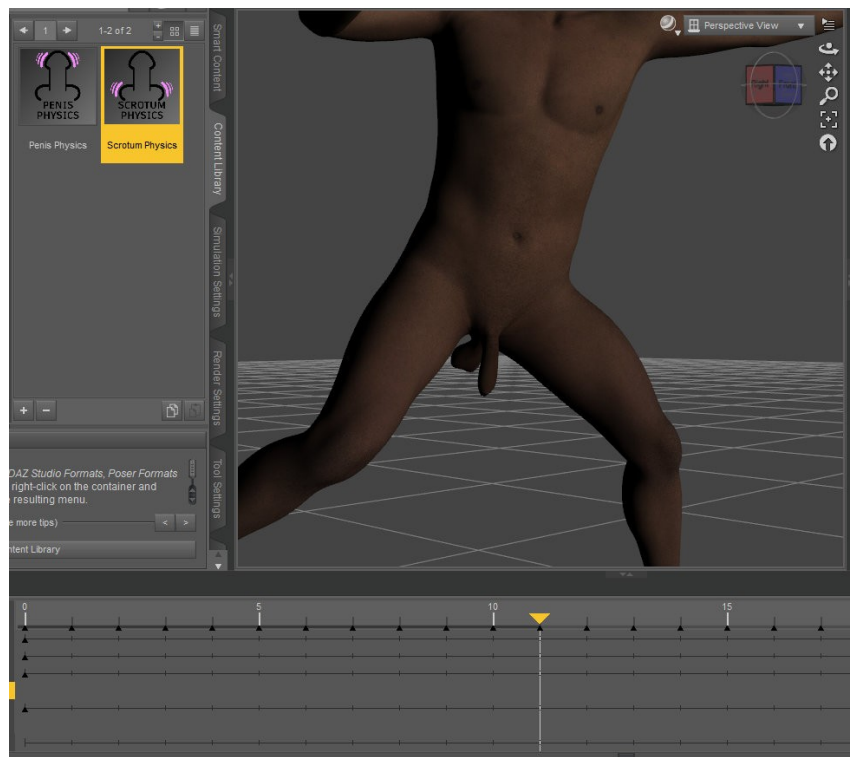 1
1-2 of 2
Perspective View
PENIS
PHYSICS
SCROTUM
PHYSICS
Penis Physics
Scrotum Physics
Smart Content
Content Library
Simulation Settings
Render Settings
Tool Settings
Right
DAZ Studio Formats, Poser Formats
right-click on the container and
resulting menu.
more tips)
< >
ntent Library
0 5 10 15